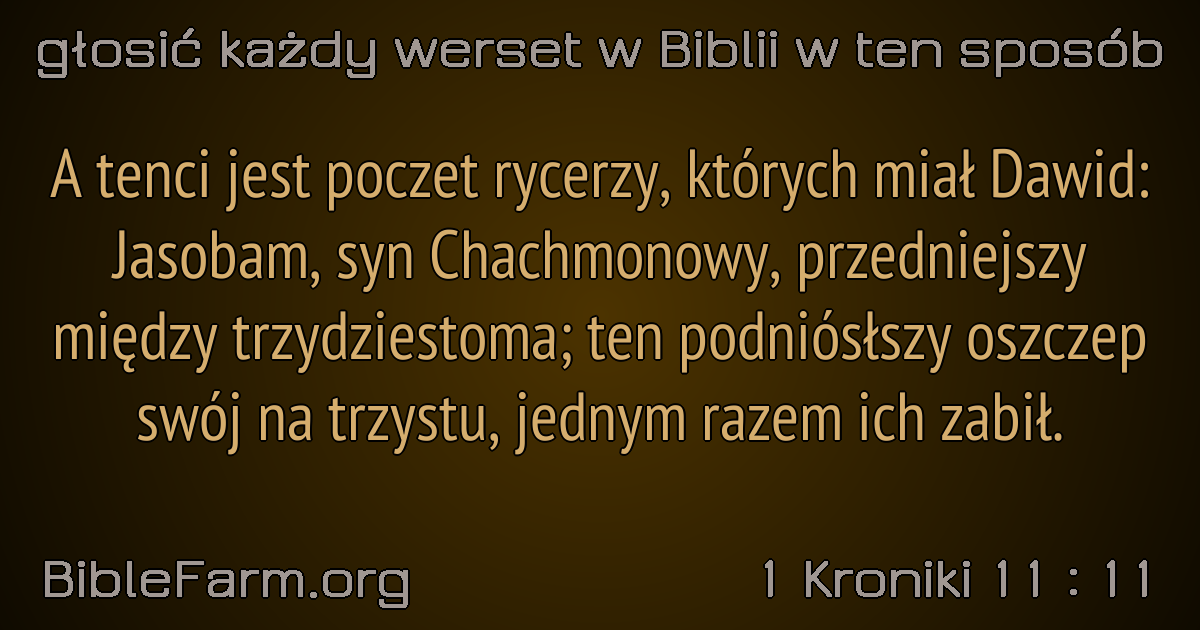 głosić każdy werset w Biblii w ten sposób
A tenci jest poczet rycerzy, których miał Dawid:
Jasobam, syn Chachmonowy, przedniejszy
między trzydziestoma; ten podniósłszy oszczep
swój na trzystu, jednym razem ich zabił.
BibleFarm.org
1 Kroniki 11 : 11